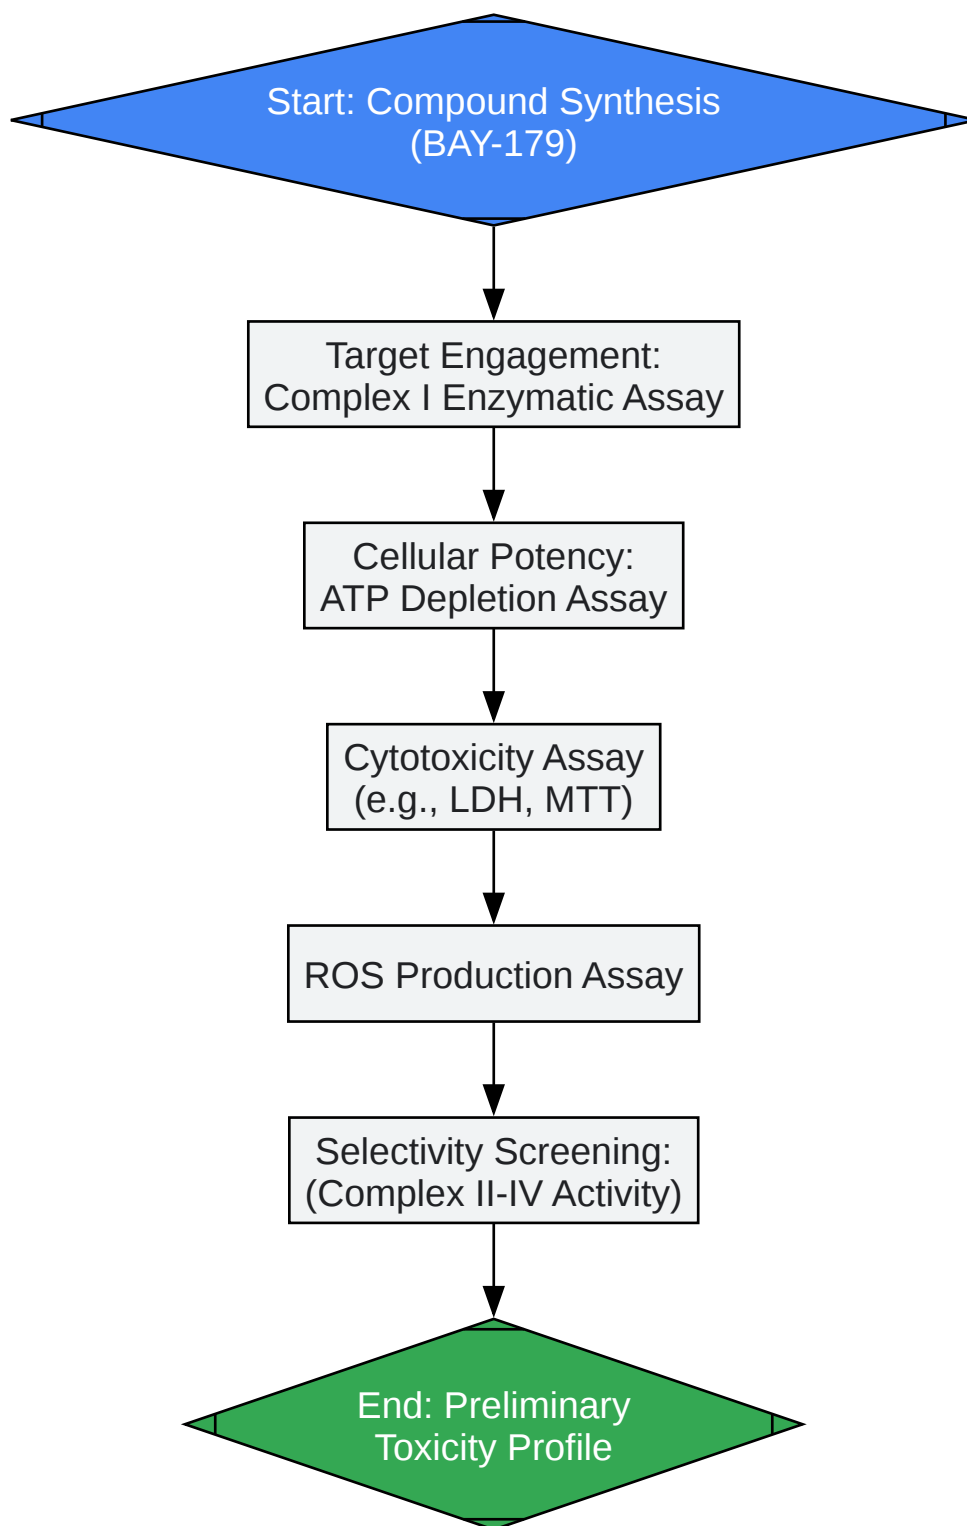 Start: Compound Synthesis
(BAY-179)
Target Engagement:
Complex I Enzymatic Assay
Cellular Potency:
ATP Depletion Assay
Cytotoxicity Assay
(e.g., LDH, MTT)
ROS Production Assay
Selectivity Screening:
(Complex II-IV Activity)
End: Preliminary
Toxicity Profile